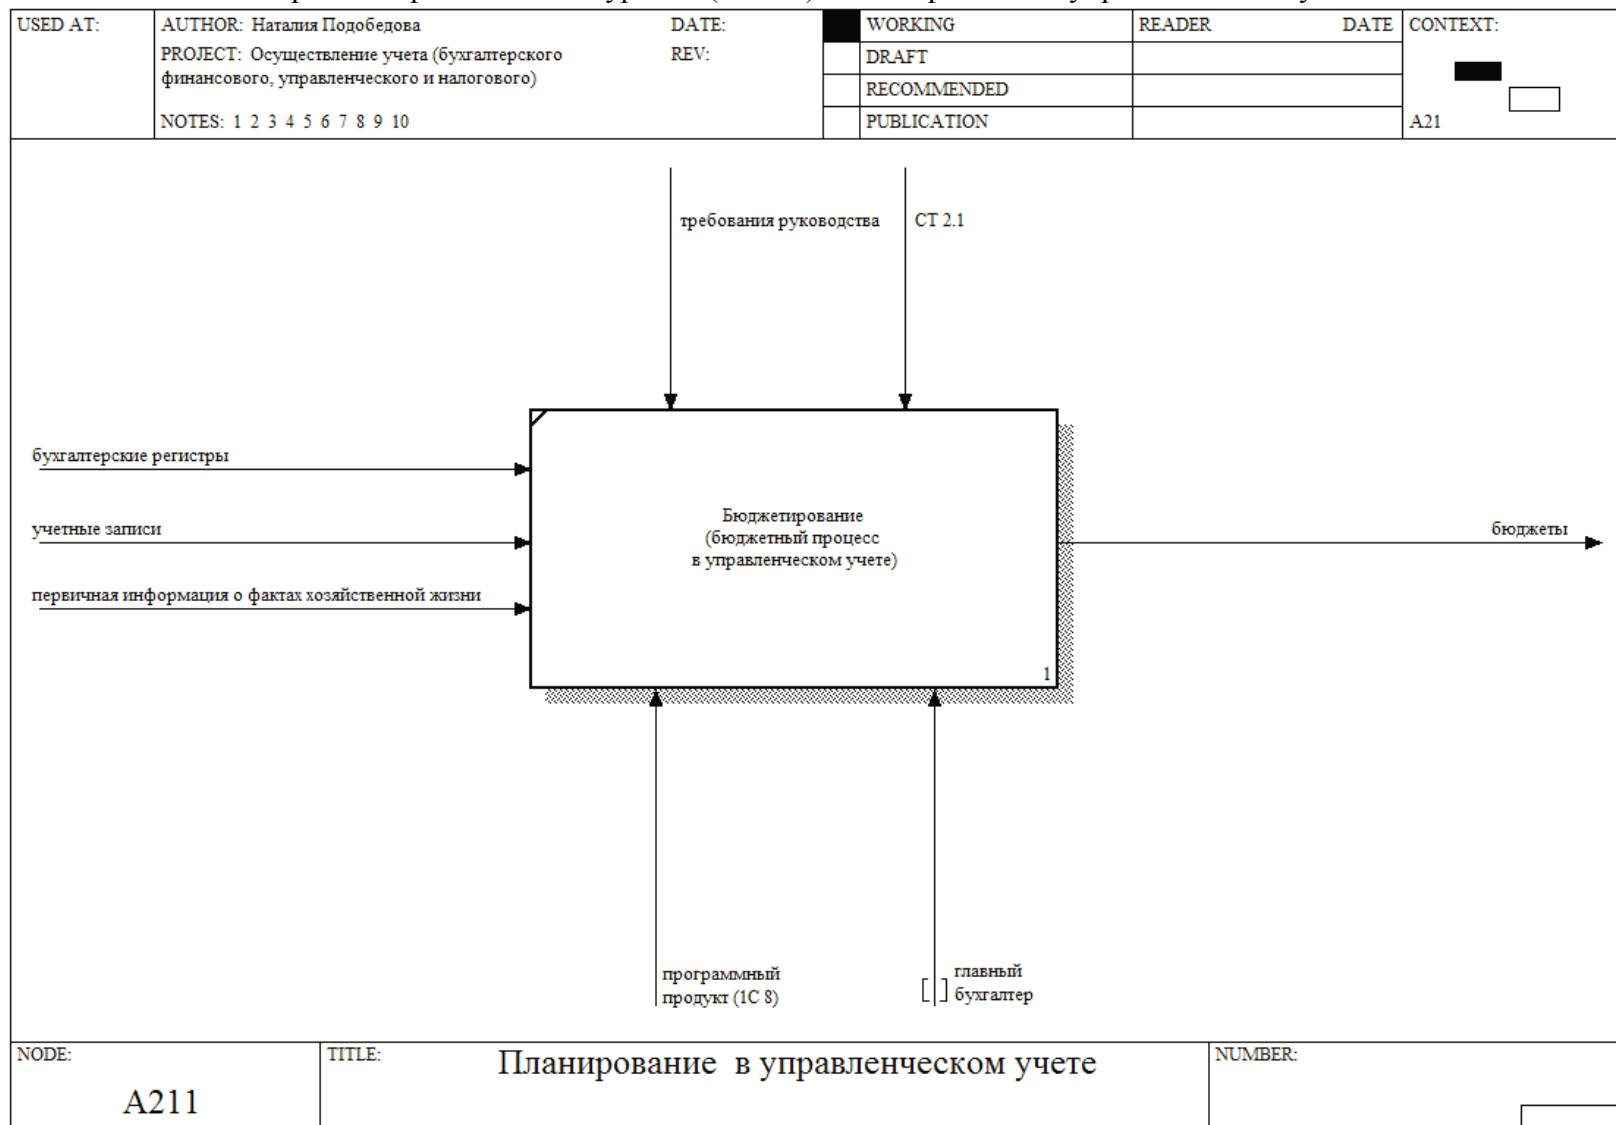 USED AT:
AUTHOR: Наталия Подобедова
DATE:
PROJECT: Осуществление учета (бухгалтерского
REV:
финансового, управленческого и налогового)
NOTES: 1 2 3 4 5 6 7 8 9 10
WORKING
READER
DATE
DRAFT
RECOMMENDED
PUBLICATION
CONTEXT:
A21
требования руководства
СТ 2.1
бухгалтерские регистры
учетные записи
первичная информация о фактах хозяйственной жизни
Бюджетирование
(бюджетный процесс
в управленческом учете)
1
бюджеты
программный
продукт (1С 8)
главный
бухгалтер
NODE:
A211
TITLE:
Планирование в управленческом учете
NUMBER: